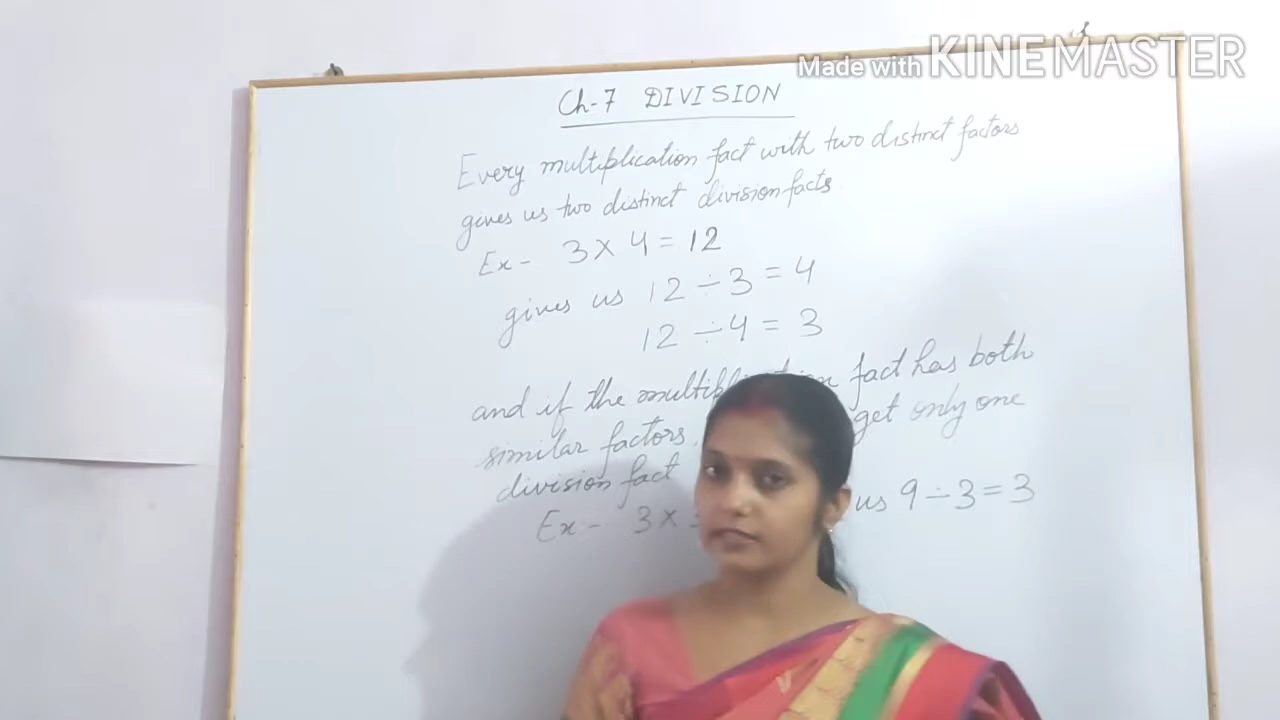 Made with KINEMASTER
Ch-7 DIVISION
Every multiplication fact with two distinct factors
gives us two distinct division facts.
Ex- 3 × 4 = 12
gives us 12 ÷ 3 = 4
12 ÷ 4 = 3
and if the fact has both
similar factors. get only one
division fact
Ex- 3 × us 9 ÷ 3 = 3